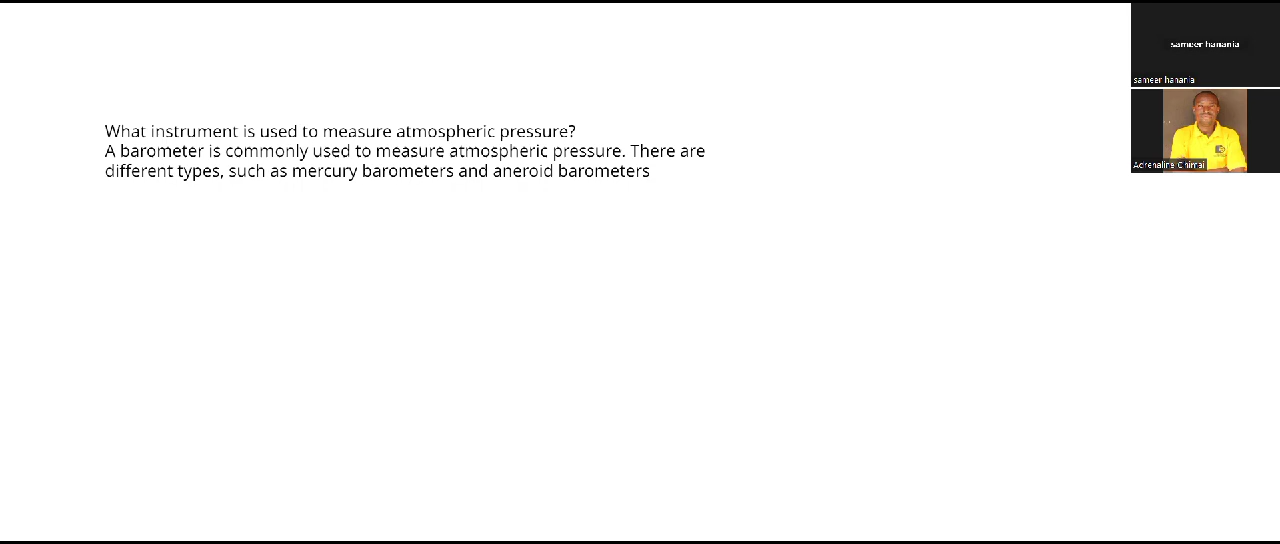 What instrument is used to measure atmospheric pressure?
A barometer is commonly used to measure atmospheric pressure. There are
different types, such as mercury barometers and aneroid barometers
sameer hanania
sameer hanania
Adrenaline Chimai